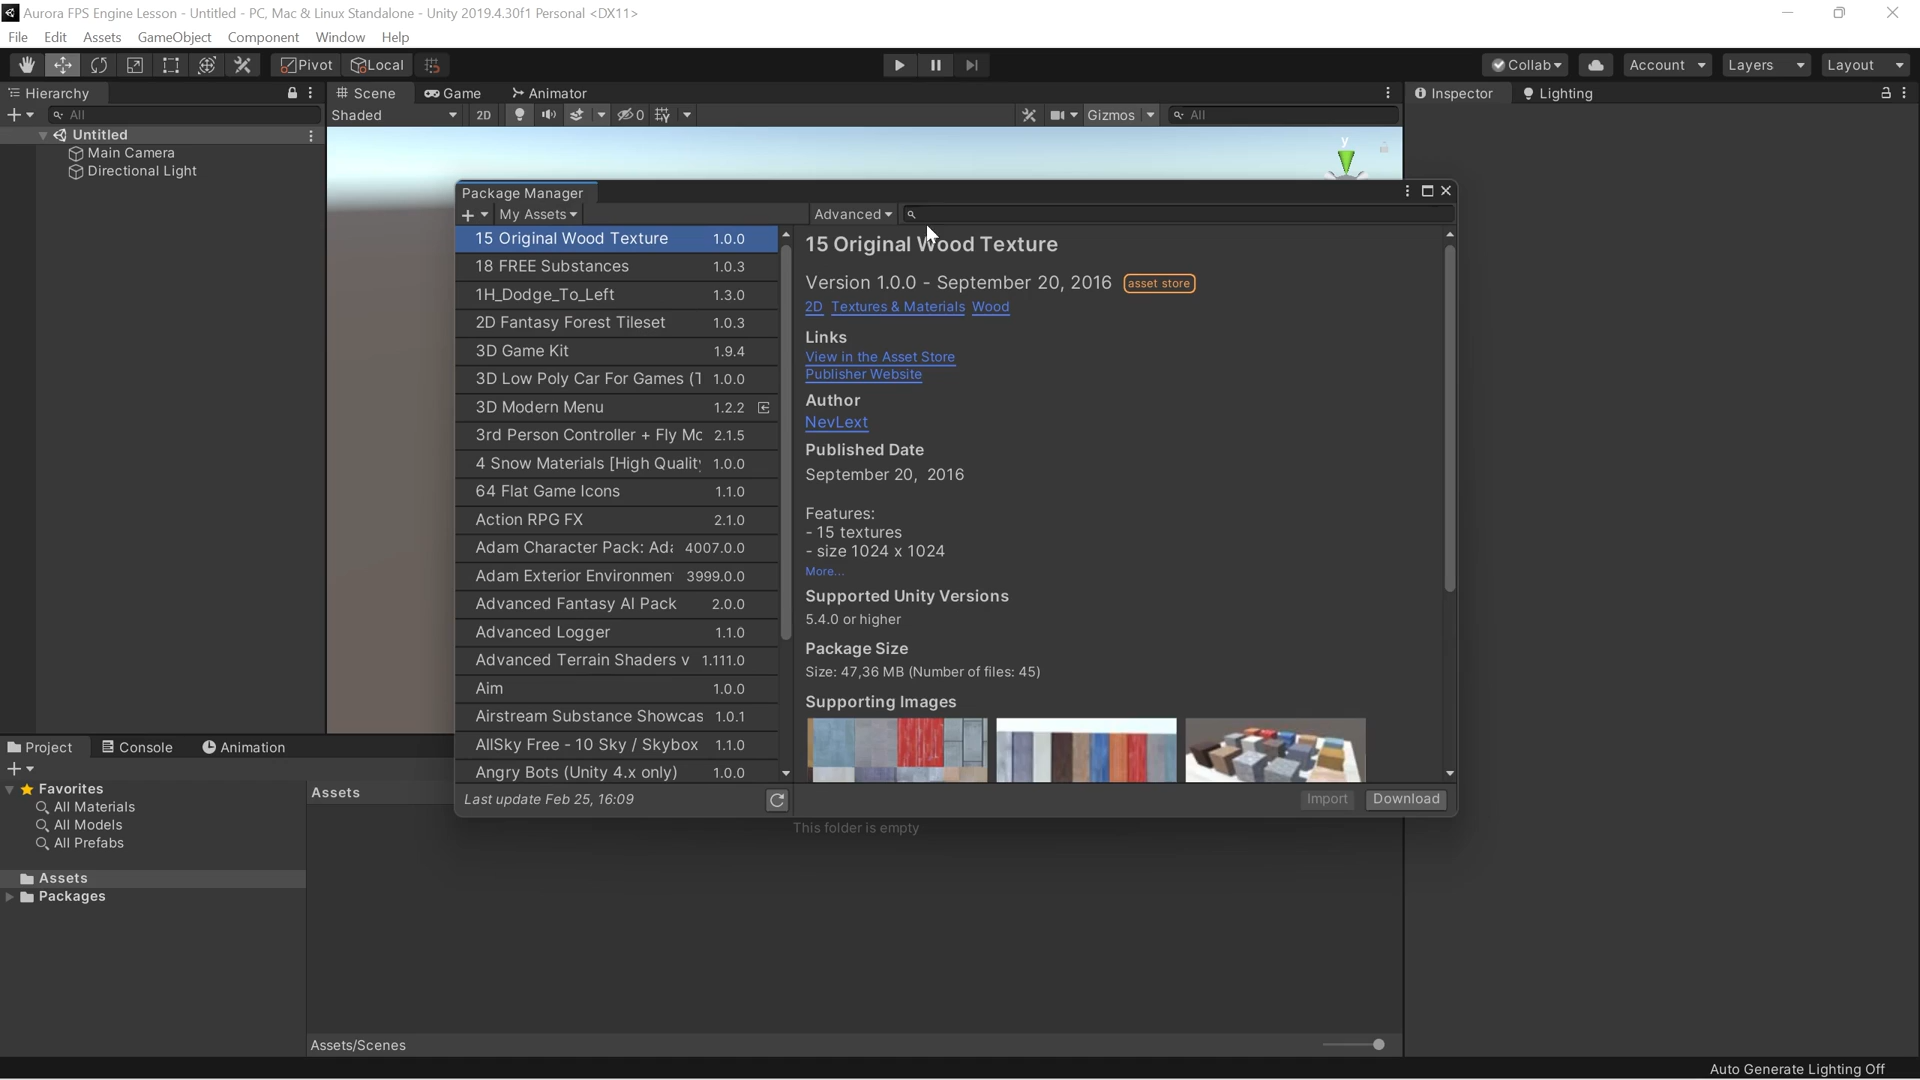 Aurora FPS Engine Lesson - Untitled - PC, Mac & Linux Standalone - Unity 2019.4.30f1 Personal <DX11>
File Edit Assets GameObject Component Window Help
Pivot Local Collab Account Layers Layout
Hierarchy
All
Untitled
Main Camera
Directional Light
Scene Game Animator
Shaded 2D 0 Gizmos All
y
Inspector Lighting
Package Manager
My Assets Advanced
15 Original Wood Texture 1.0.0
18 FREE Substances 1.0.3
1H_Dodge_To_Left 1.3.0
2D Fantasy Forest Tileset 1.0.3
3D Game Kit 1.9.4
3D Low Poly Car For Games (T 1.0.0
3D Modern Menu 1.2.2
3rd Person Controller + Fly Mc 2.1.5
4 Snow Materials [High Quality 1.0.0
64 Flat Game Icons 1.1.0
Action RPG FX 2.1.0
Adam Character Pack: Ada 4007.0.0
Adam Exterior Environmen 3999.0.0
Advanced Fantasy AI Pack 2.0.0
Advanced Logger 1.1.0
Advanced Terrain Shaders v 1.111.0
Aim 1.0.0
Airstream Substance Showcas 1.0.1
AllSky Free - 10 Sky / Skybox 1.1.0
Angry Bots (Unity 4.x only) 1.0.0
Last update Feb 25, 16:09
15 Original Wood Texture
Version 1.0.0 - September 20, 2016 asset store
2D Textures & Materials Wood
Links
View in the Asset Store
Publisher Website
Author
NevLext
Published Date
September 20, 2016
Features:
- 15 textures
- size 1024 x 1024
More...
Supported Unity Versions
5.4.0 or higher
Package Size
Size: 47,36 MB (Number of files: 45)
Supporting Images
Import Download
Project Console Animation
Favorites
All Materials
All Models
All Prefabs
Assets
Packages
Assets
This folder is empty
Assets/Scenes
Auto Generate Lighting Off